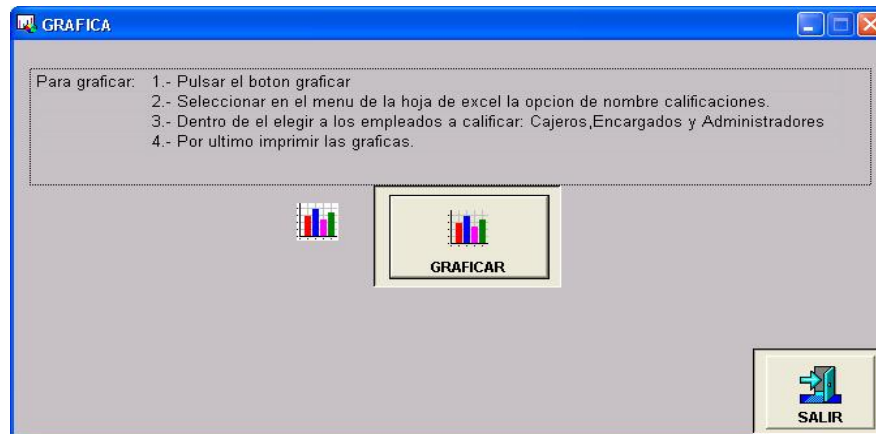 GRAFICA
Para graficar: 1.- Pulsar el boton graficar
2.- Seleccionar en el menu de la hoja de excel la opcion de nombre calificaciones.
3.- Dentro de el elegir a los empleados a calificar: Cajeros,Encargados y Administradores
4.- Por ultimo imprimir las graficas.
GRAFICAR
SALIR